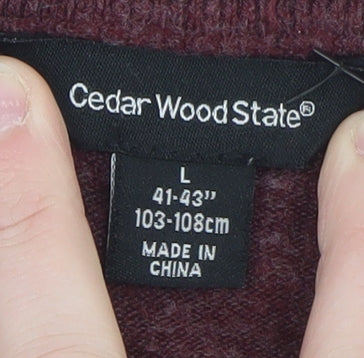 Cedar Wood State®
L
41-43"
103-108cm
MADE IN
CHINA